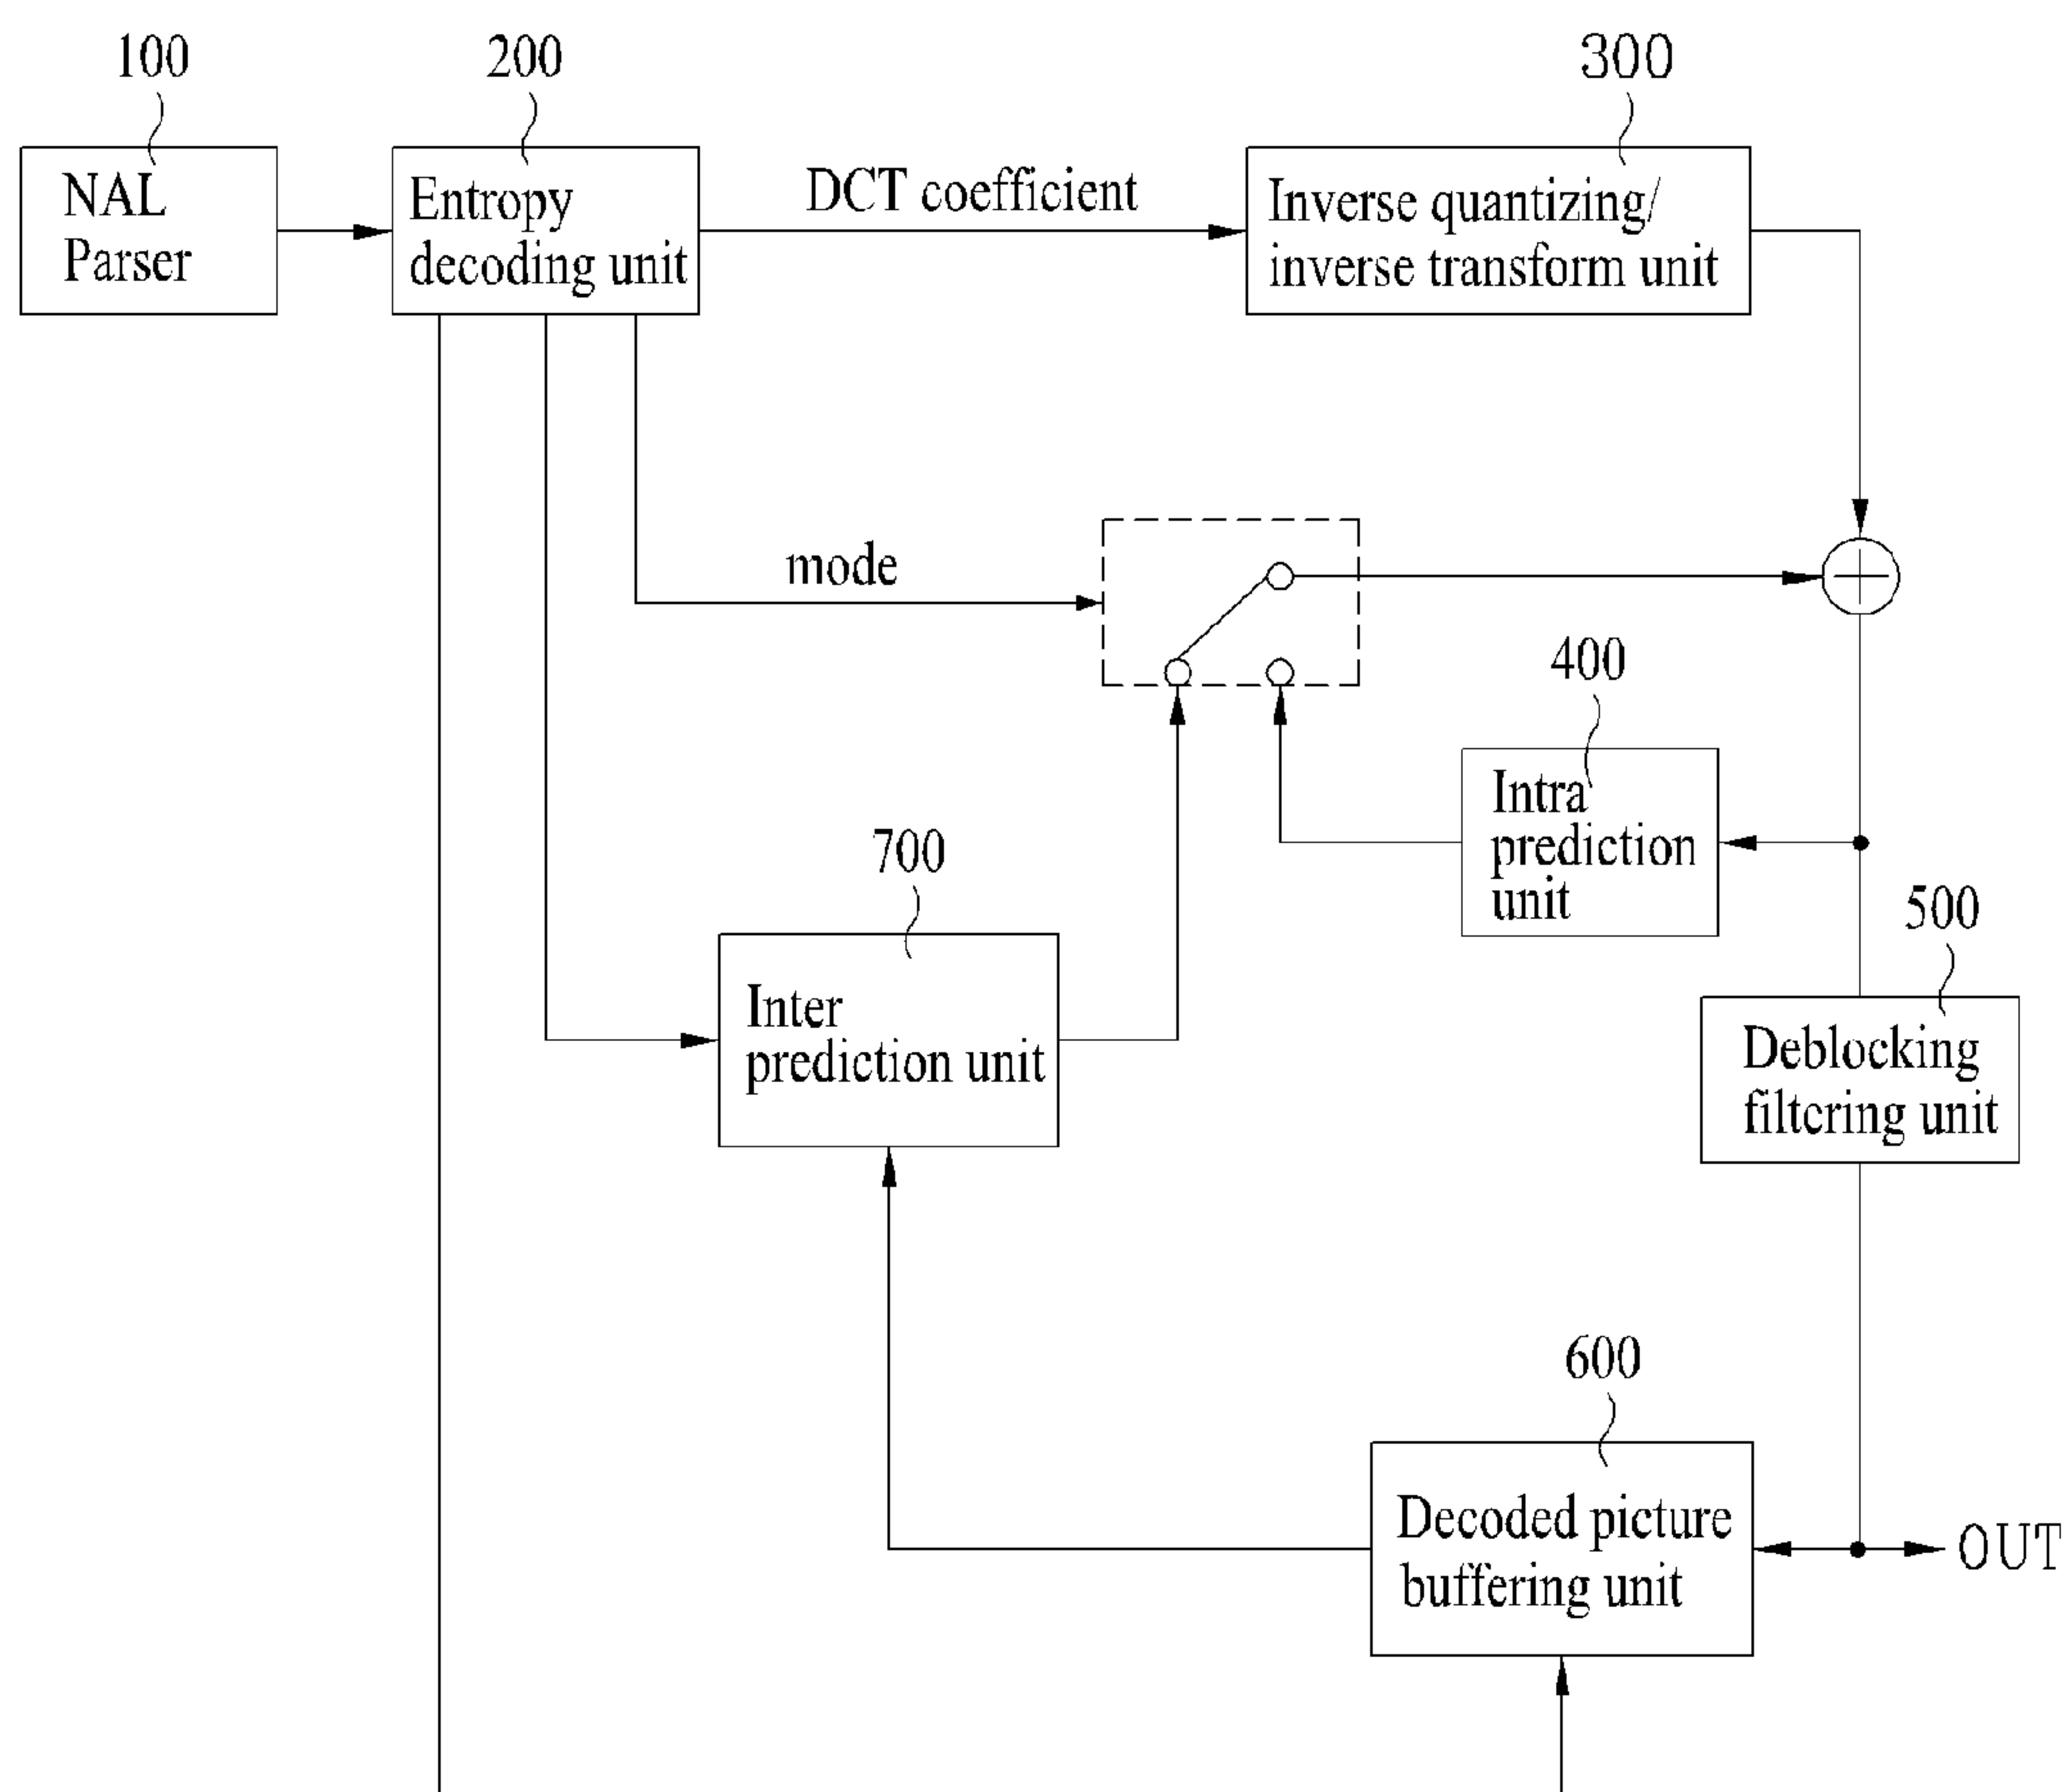 100
200
300
NAL
Parser
Entropy
decoding unit
DCT coefficient
Inverse quantizing/
inverse transform unit
mode
400
Intra
prediction
unit
700
500
Inter
prediction unit
Deblocking
filtering unit
600
Decoded picture
buffering unit
OUT